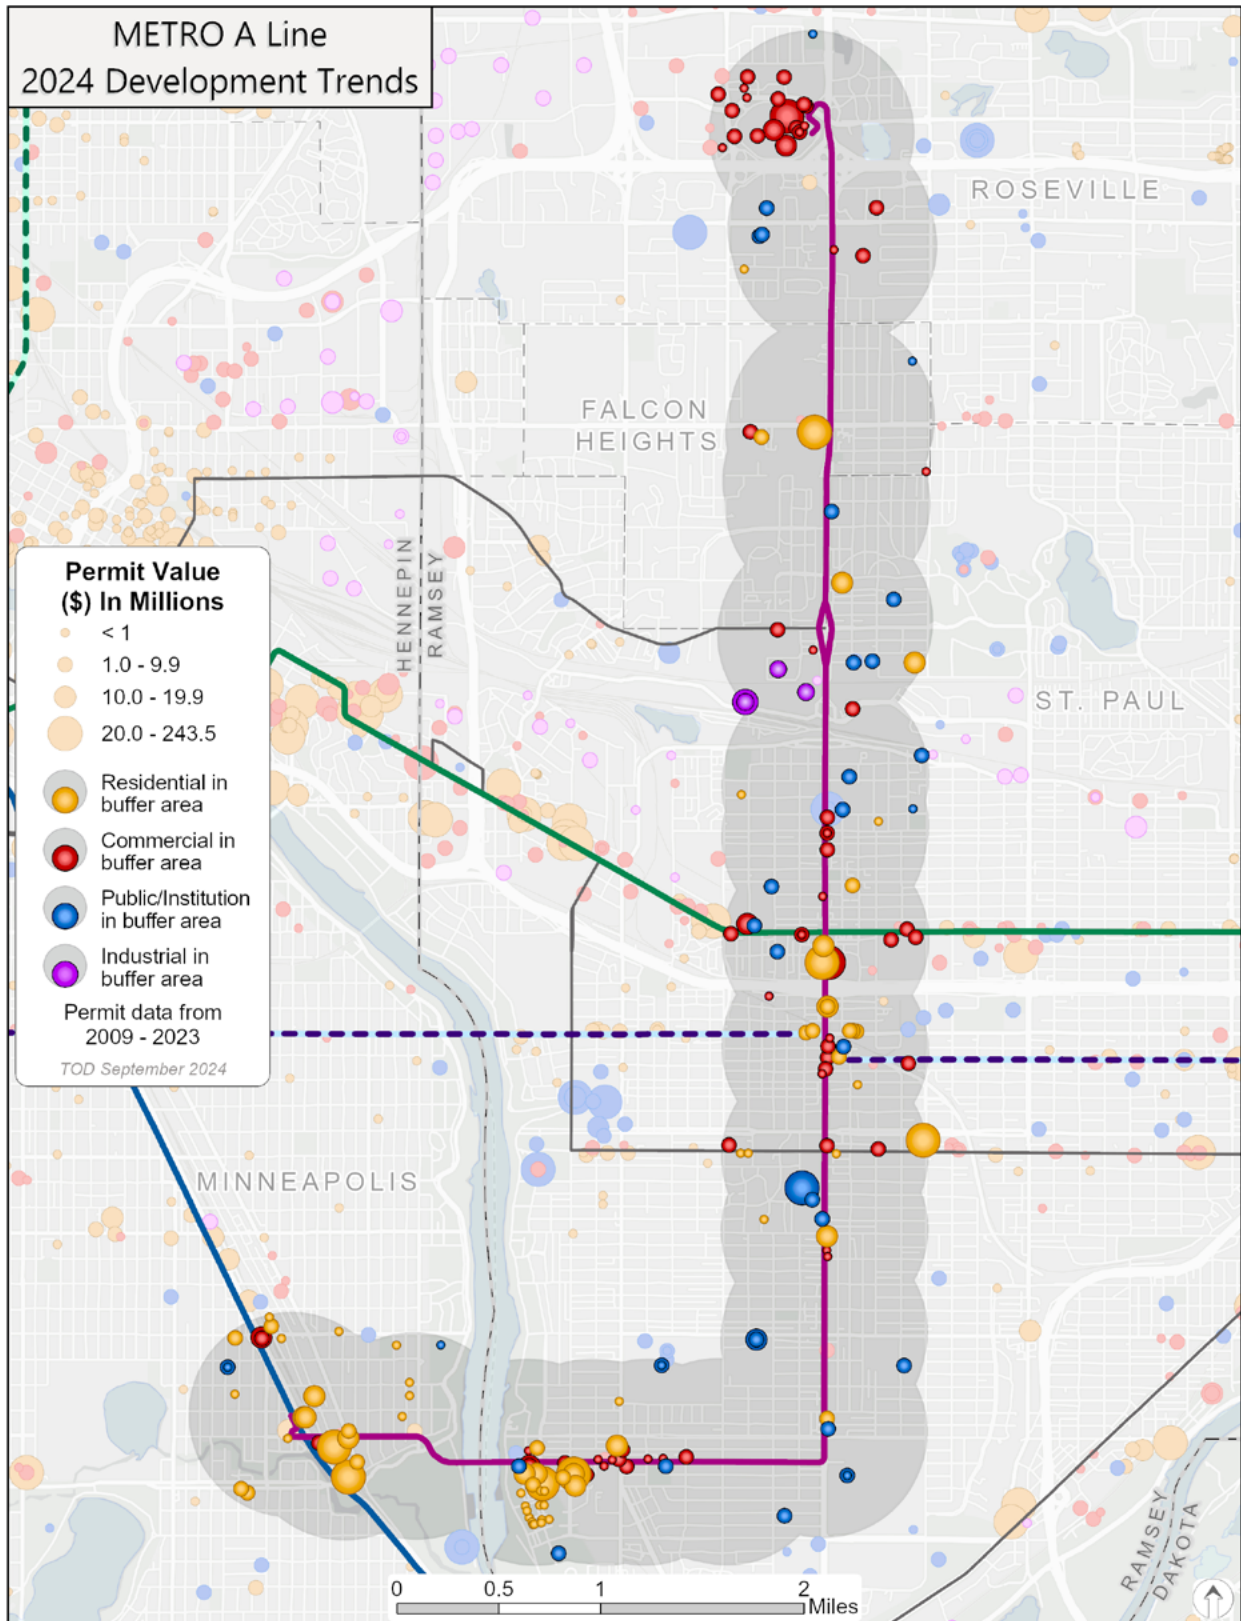 METRO A Line
2024 Development Trends
ROSEVILLE
FALCON
HEIGHTS
HENNEPIN
RAMSEY
ST. PAUL
Permit Value
($) In Millions
< 1
1.0 - 9.9
10.0 - 19.9
20.0 - 243.5
Residential in
buffer area
Commercial in
buffer area
Public/Institution
in buffer area
Industrial in
buffer area
Permit data from
2009 - 2023
TOD September 2024
MINNEAPOLIS
RAMSEY
DAKOTA
0 0.5 1 2
Miles